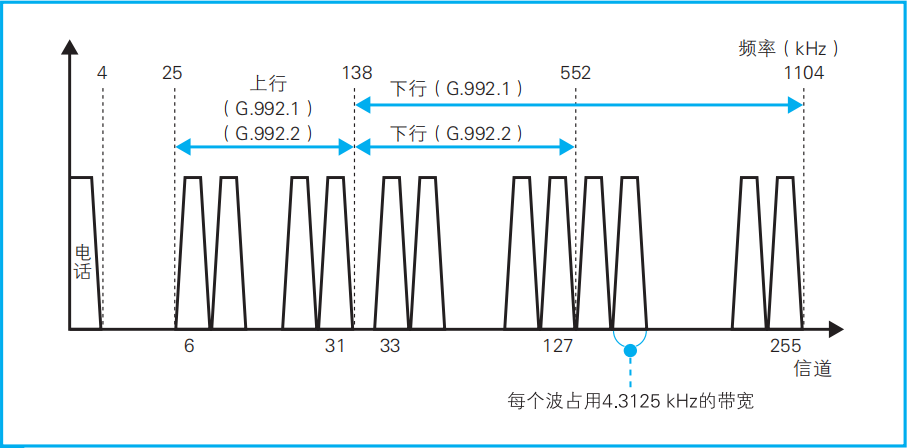 频率（kHz）
4
25
138
552
1104
上行
（G.992.1）
（G.992.2）
下行（G.992.1）
下行（G.992.2）
电话
6
31
33
127
255
信道
每个波占用4.3125 kHz的带宽